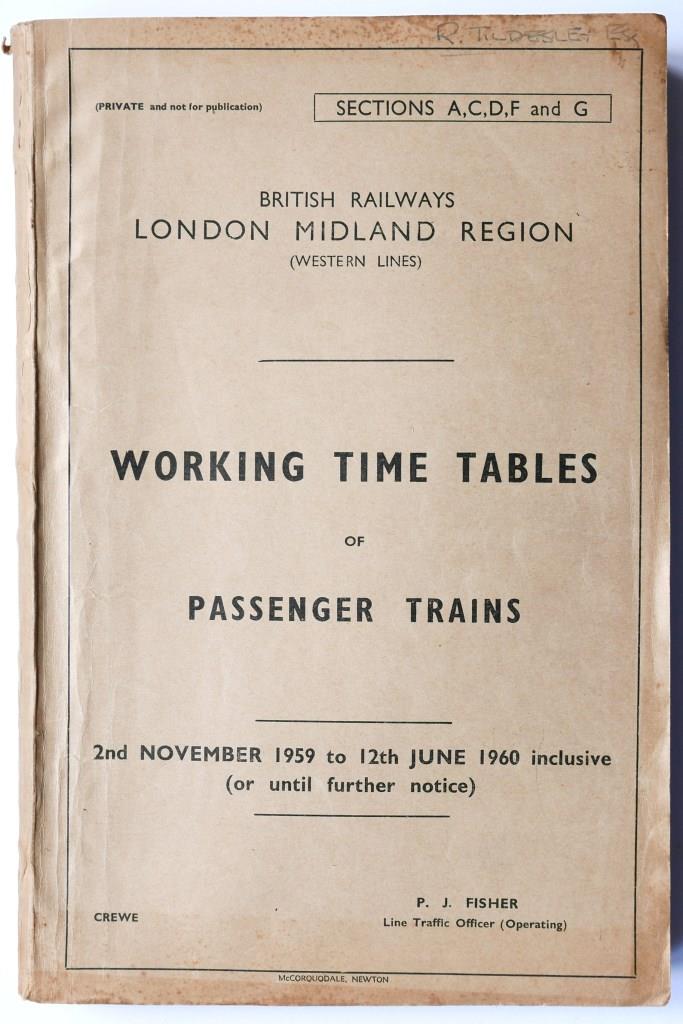 R. TILDESLEY Esq
(PRIVATE and not for publication)
SECTIONS A,C,D,F and G
BRITISH RAILWAYS
LONDON MIDLAND REGION
(WESTERN LINES)
WORKING TIME TABLES
OF
PASSENGER TRAINS
2nd NOVEMBER 1959 to 12th JUNE 1960 inclusive
(or until further notice)
P. J. FISHER
CREWE
Line Traffic Officer (Operating)
McCORQUODALE, NEWTON